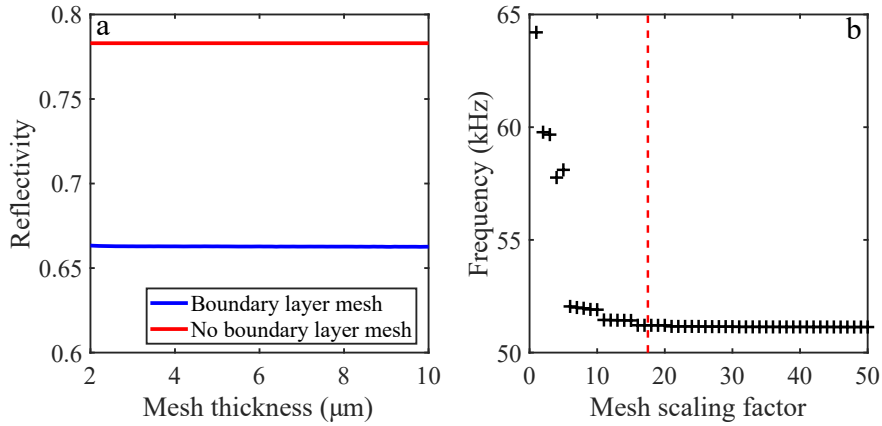 a
0.8
0.75
0.7
0.65
0.6
Reflectivity
Boundary layer mesh
No boundary layer mesh
2 4 6 8 10
Mesh thickness (μm)
b
65
60
55
50
Frequency (kHz)
0 10 20 30 40 50
Mesh scaling factor